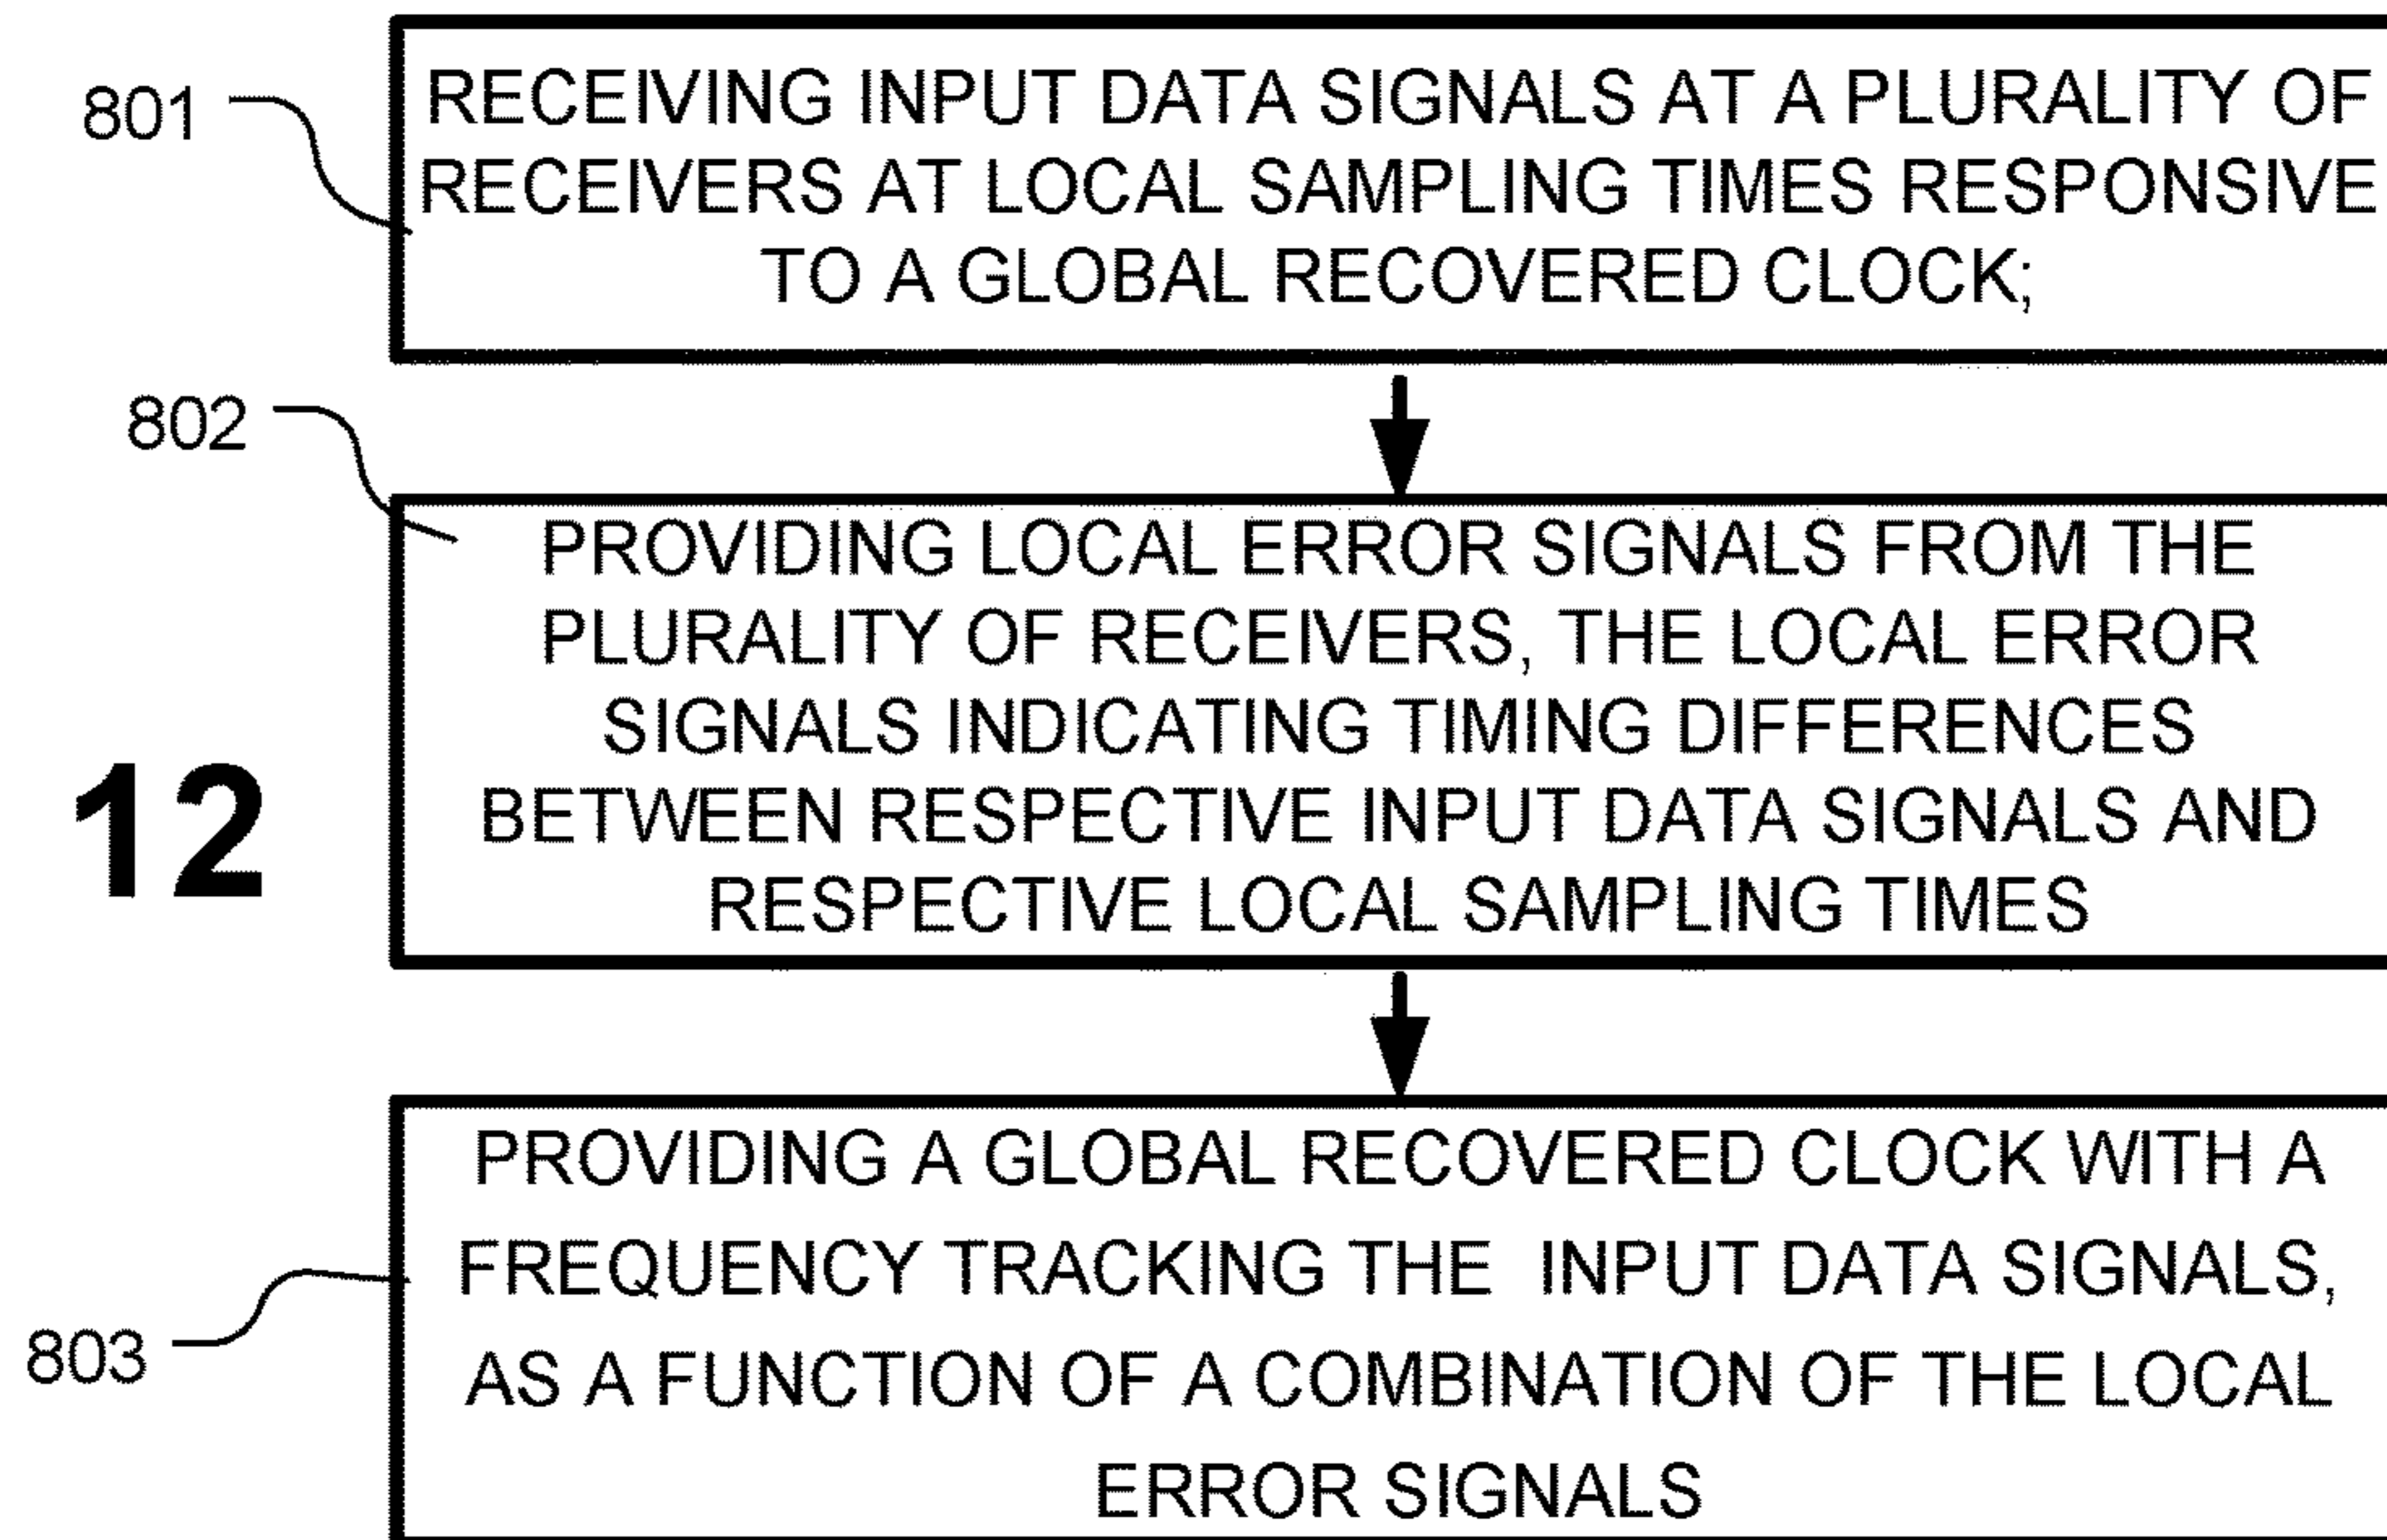 801
RECEIVING INPUT DATA SIGNALS AT A PLURALITY OF
RECEIVERS AT LOCAL SAMPLING TIMES RESPONSIVE
TO A GLOBAL RECOVERED CLOCK;
802
PROVIDING LOCAL ERROR SIGNALS FROM THE
PLURALITY OF RECEIVERS, THE LOCAL ERROR
SIGNALS INDICATING TIMING DIFFERENCES
BETWEEN RESPECTIVE INPUT DATA SIGNALS AND
RESPECTIVE LOCAL SAMPLING TIMES
12
PROVIDING A GLOBAL RECOVERED CLOCK WITH A
FREQUENCY TRACKING THE INPUT DATA SIGNALS,
AS A FUNCTION OF A COMBINATION OF THE LOCAL
ERROR SIGNALS
803